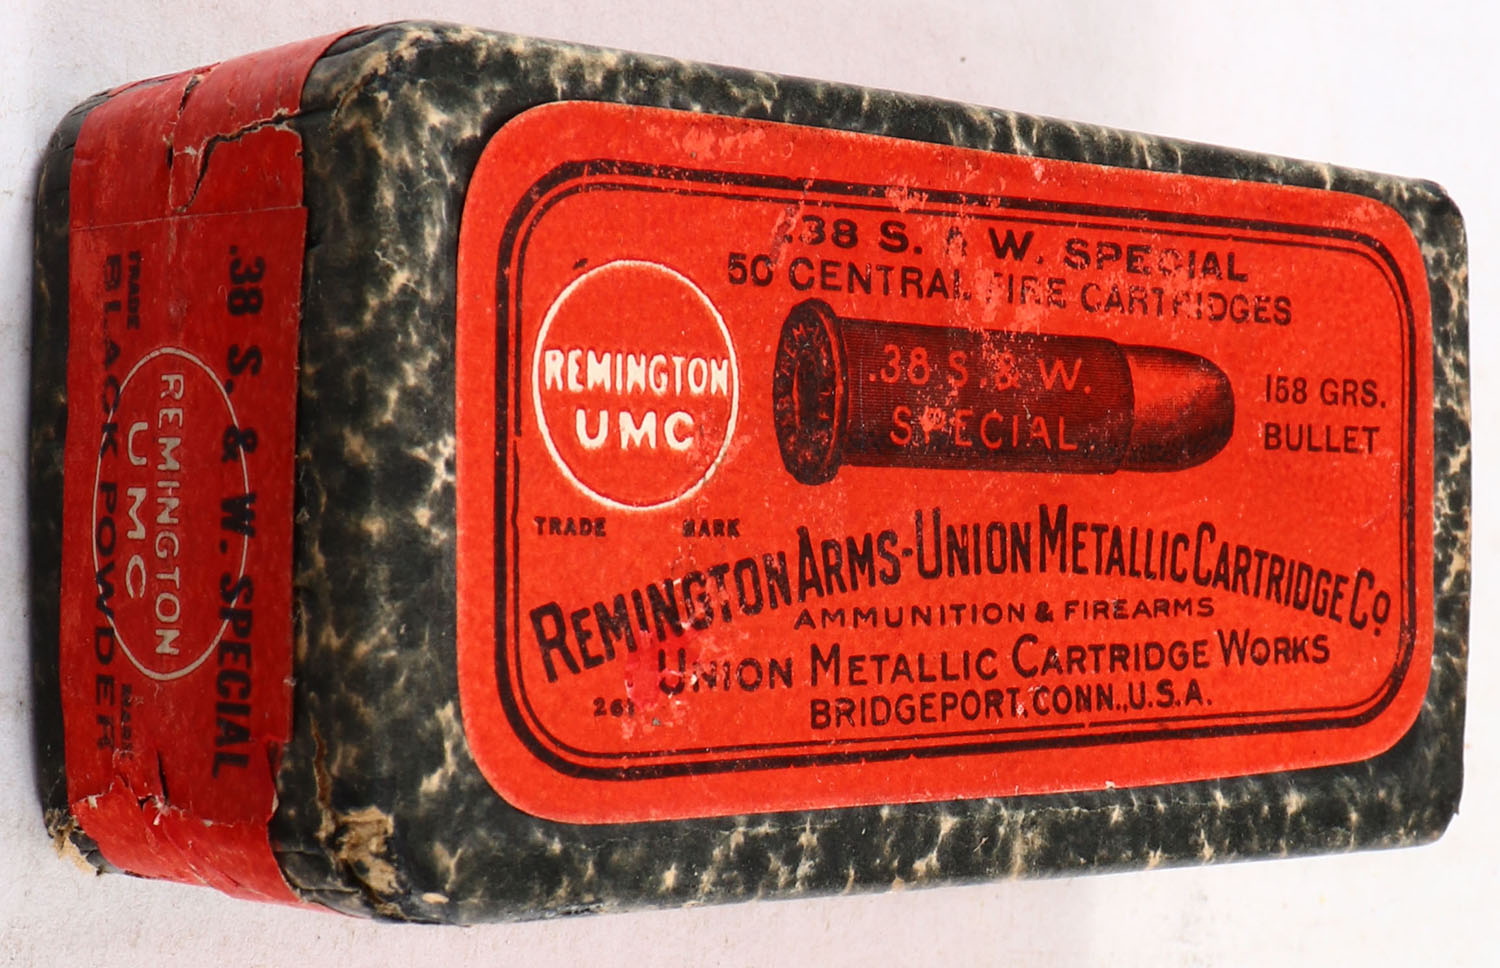 .38 S. & W. SPECIAL
50 CENTRAL FIRE CARTRIDGES
REMINGTON
UMC
TRADE MARK
.38 S. & W.
SPECIAL
158 GRS.
BULLET
REMINGTON ARMS-UNION METALLIC CARTRIDGE CO
AMMUNITION & FIREARMS
UNION METALLIC CARTRIDGE WORKS
BRIDGEPORT, CONN., U.S.A.
.38 S. & W. SPECIAL
REMINGTON
UMC
TRADE MARK
BLACK POWDER